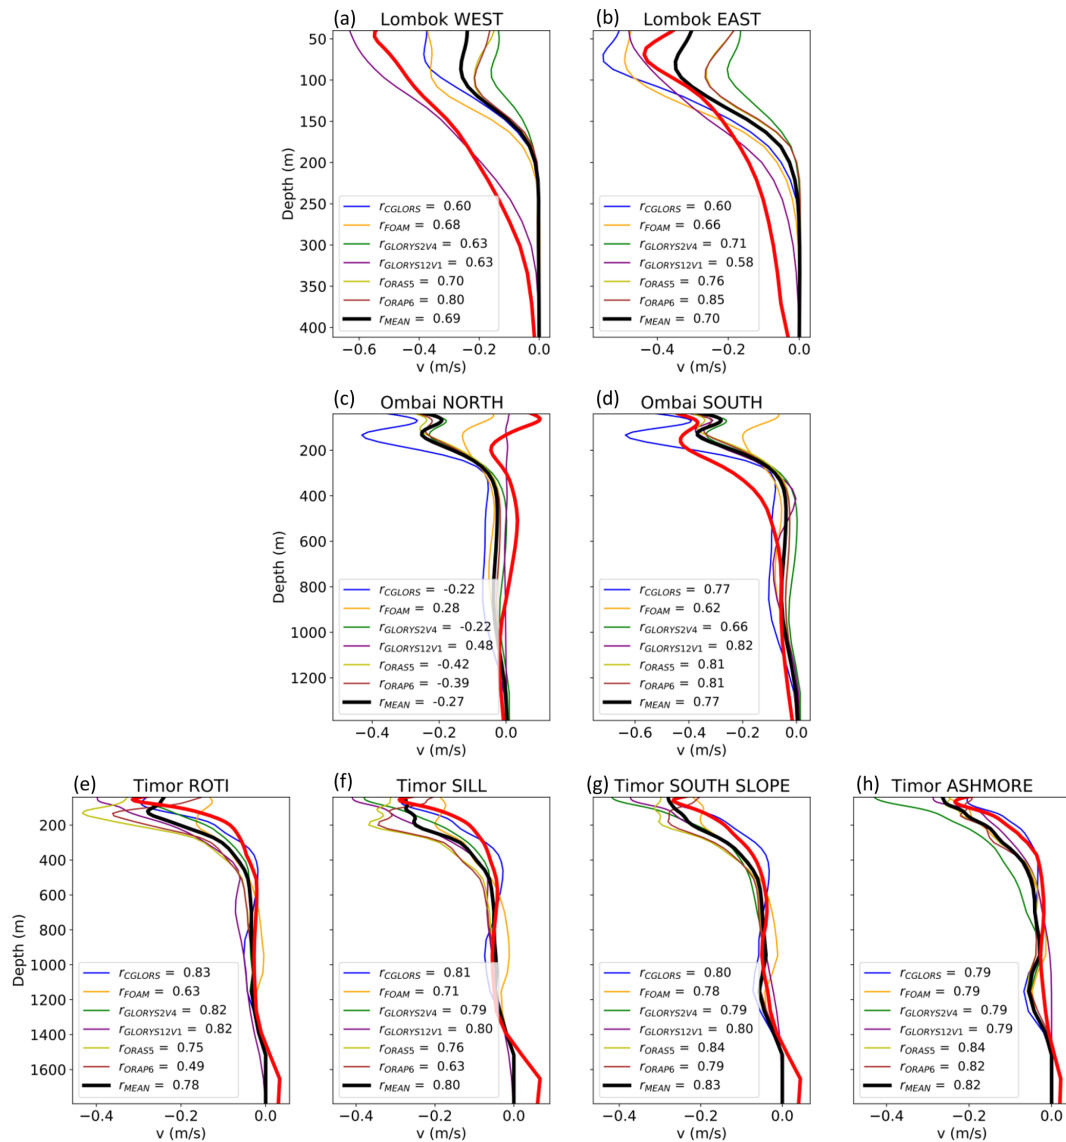 (a) Lombok WEST
(b) Lombok EAST
50
100
150
200
250
300
350
400
Depth (m)
r_CGLORS = 0.60
r_FOAM = 0.68
r_GLORYS2V4 = 0.63
r_GLORYS12V1 = 0.63
r_ORAS5 = 0.70
r_ORAP6 = 0.80
r_MEAN = 0.69
−0.6 −0.4 −0.2 0.0
v (m/s)
r_CGLORS = 0.60
r_FOAM = 0.66
r_GLORYS2V4 = 0.71
r_GLORYS12V1 = 0.58
r_ORAS5 = 0.76
r_ORAP6 = 0.85
r_MEAN = 0.70
−0.4 −0.2 0.0
v (m/s)
(c) Ombai NORTH
(d) Ombai SOUTH
200
400
600
800
1000
1200
Depth (m)
r_CGLORS = -0.22
r_FOAM = 0.28
r_GLORYS2V4 = -0.22
r_GLORYS12V1 = 0.48
r_ORAS5 = -0.42
r_ORAP6 = -0.39
r_MEAN = -0.27
−0.4 −0.2 0.0
v (m/s)
r_CGLORS = 0.77
r_FOAM = 0.62
r_GLORYS2V4 = 0.66
r_GLORYS12V1 = 0.82
r_ORAS5 = 0.81
r_ORAP6 = 0.81
r_MEAN = 0.77
−0.6 −0.4 −0.2 0.0
v (m/s)
(e) Timor ROTI
(f) Timor SILL
(g) Timor SOUTH SLOPE
(h) Timor ASHMORE
200
400
600
800
1000
1200
1400
1600
Depth (m)
r_CGLORS = 0.83
r_FOAM = 0.63
r_GLORYS2V4 = 0.82
r_GLORYS12V1 = 0.82
r_ORAS5 = 0.75
r_ORAP6 = 0.49
r_MEAN = 0.78
−0.4 −0.2 0.0
v (m/s)
r_CGLORS = 0.81
r_FOAM = 0.71
r_GLORYS2V4 = 0.79
r_GLORYS12V1 = 0.80
r_ORAS5 = 0.76
r_ORAP6 = 0.63
r_MEAN = 0.80
−0.4 −0.2 0.0
v (m/s)
r_CGLORS = 0.80
r_FOAM = 0.78
r_GLORYS2V4 = 0.79
r_GLORYS12V1 = 0.80
r_ORAS5 = 0.84
r_ORAP6 = 0.79
r_MEAN = 0.83
−0.4 −0.2 0.0
v (m/s)
r_CGLORS = 0.79
r_FOAM = 0.79
r_GLORYS2V4 = 0.79
r_GLORYS12V1 = 0.79
r_ORAS5 = 0.84
r_ORAP6 = 0.82
r_MEAN = 0.82
−0.4 −0.2 0.0
v (m/s)